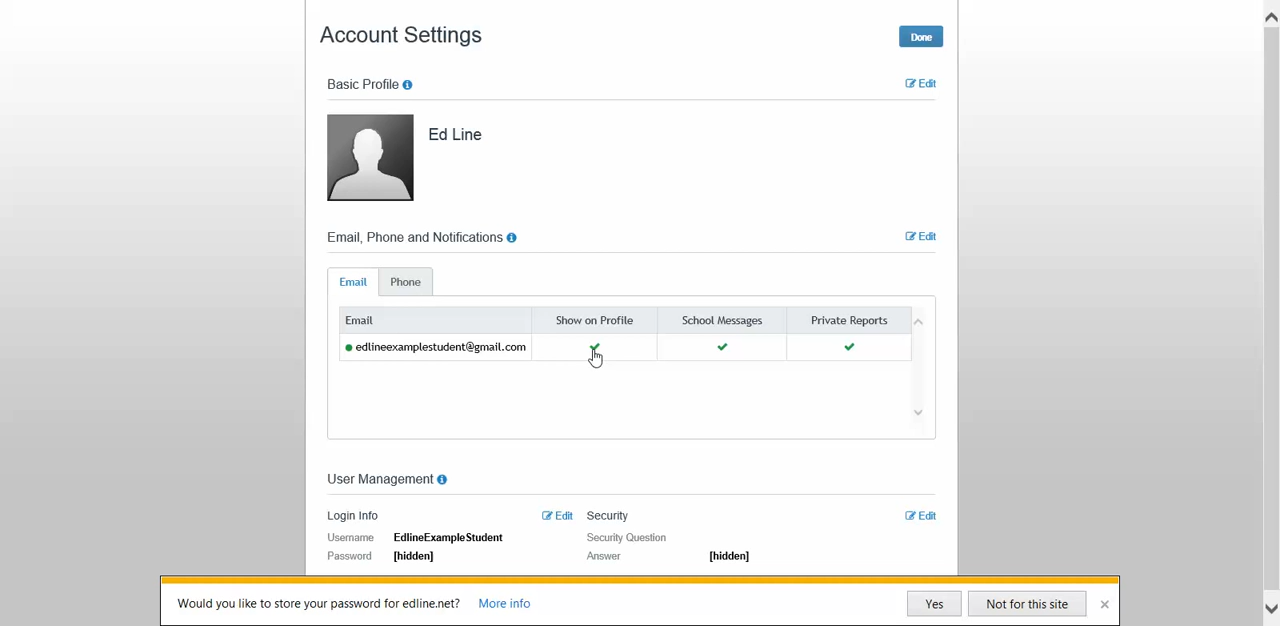 Account Settings
Done
Basic Profile
Edit
Ed Line
Email, Phone and Notifications
Edit
Email Phone
Email Show on Profile School Messages Private Reports
edlineexamplestudent@gmail.com
User Management
Login Info Edit Security Edit
Username EdlineExampleStudent Security Question
Password [hidden] Answer [hidden]
Would you like to store your password for edline.net? More info Yes Not for this site ×